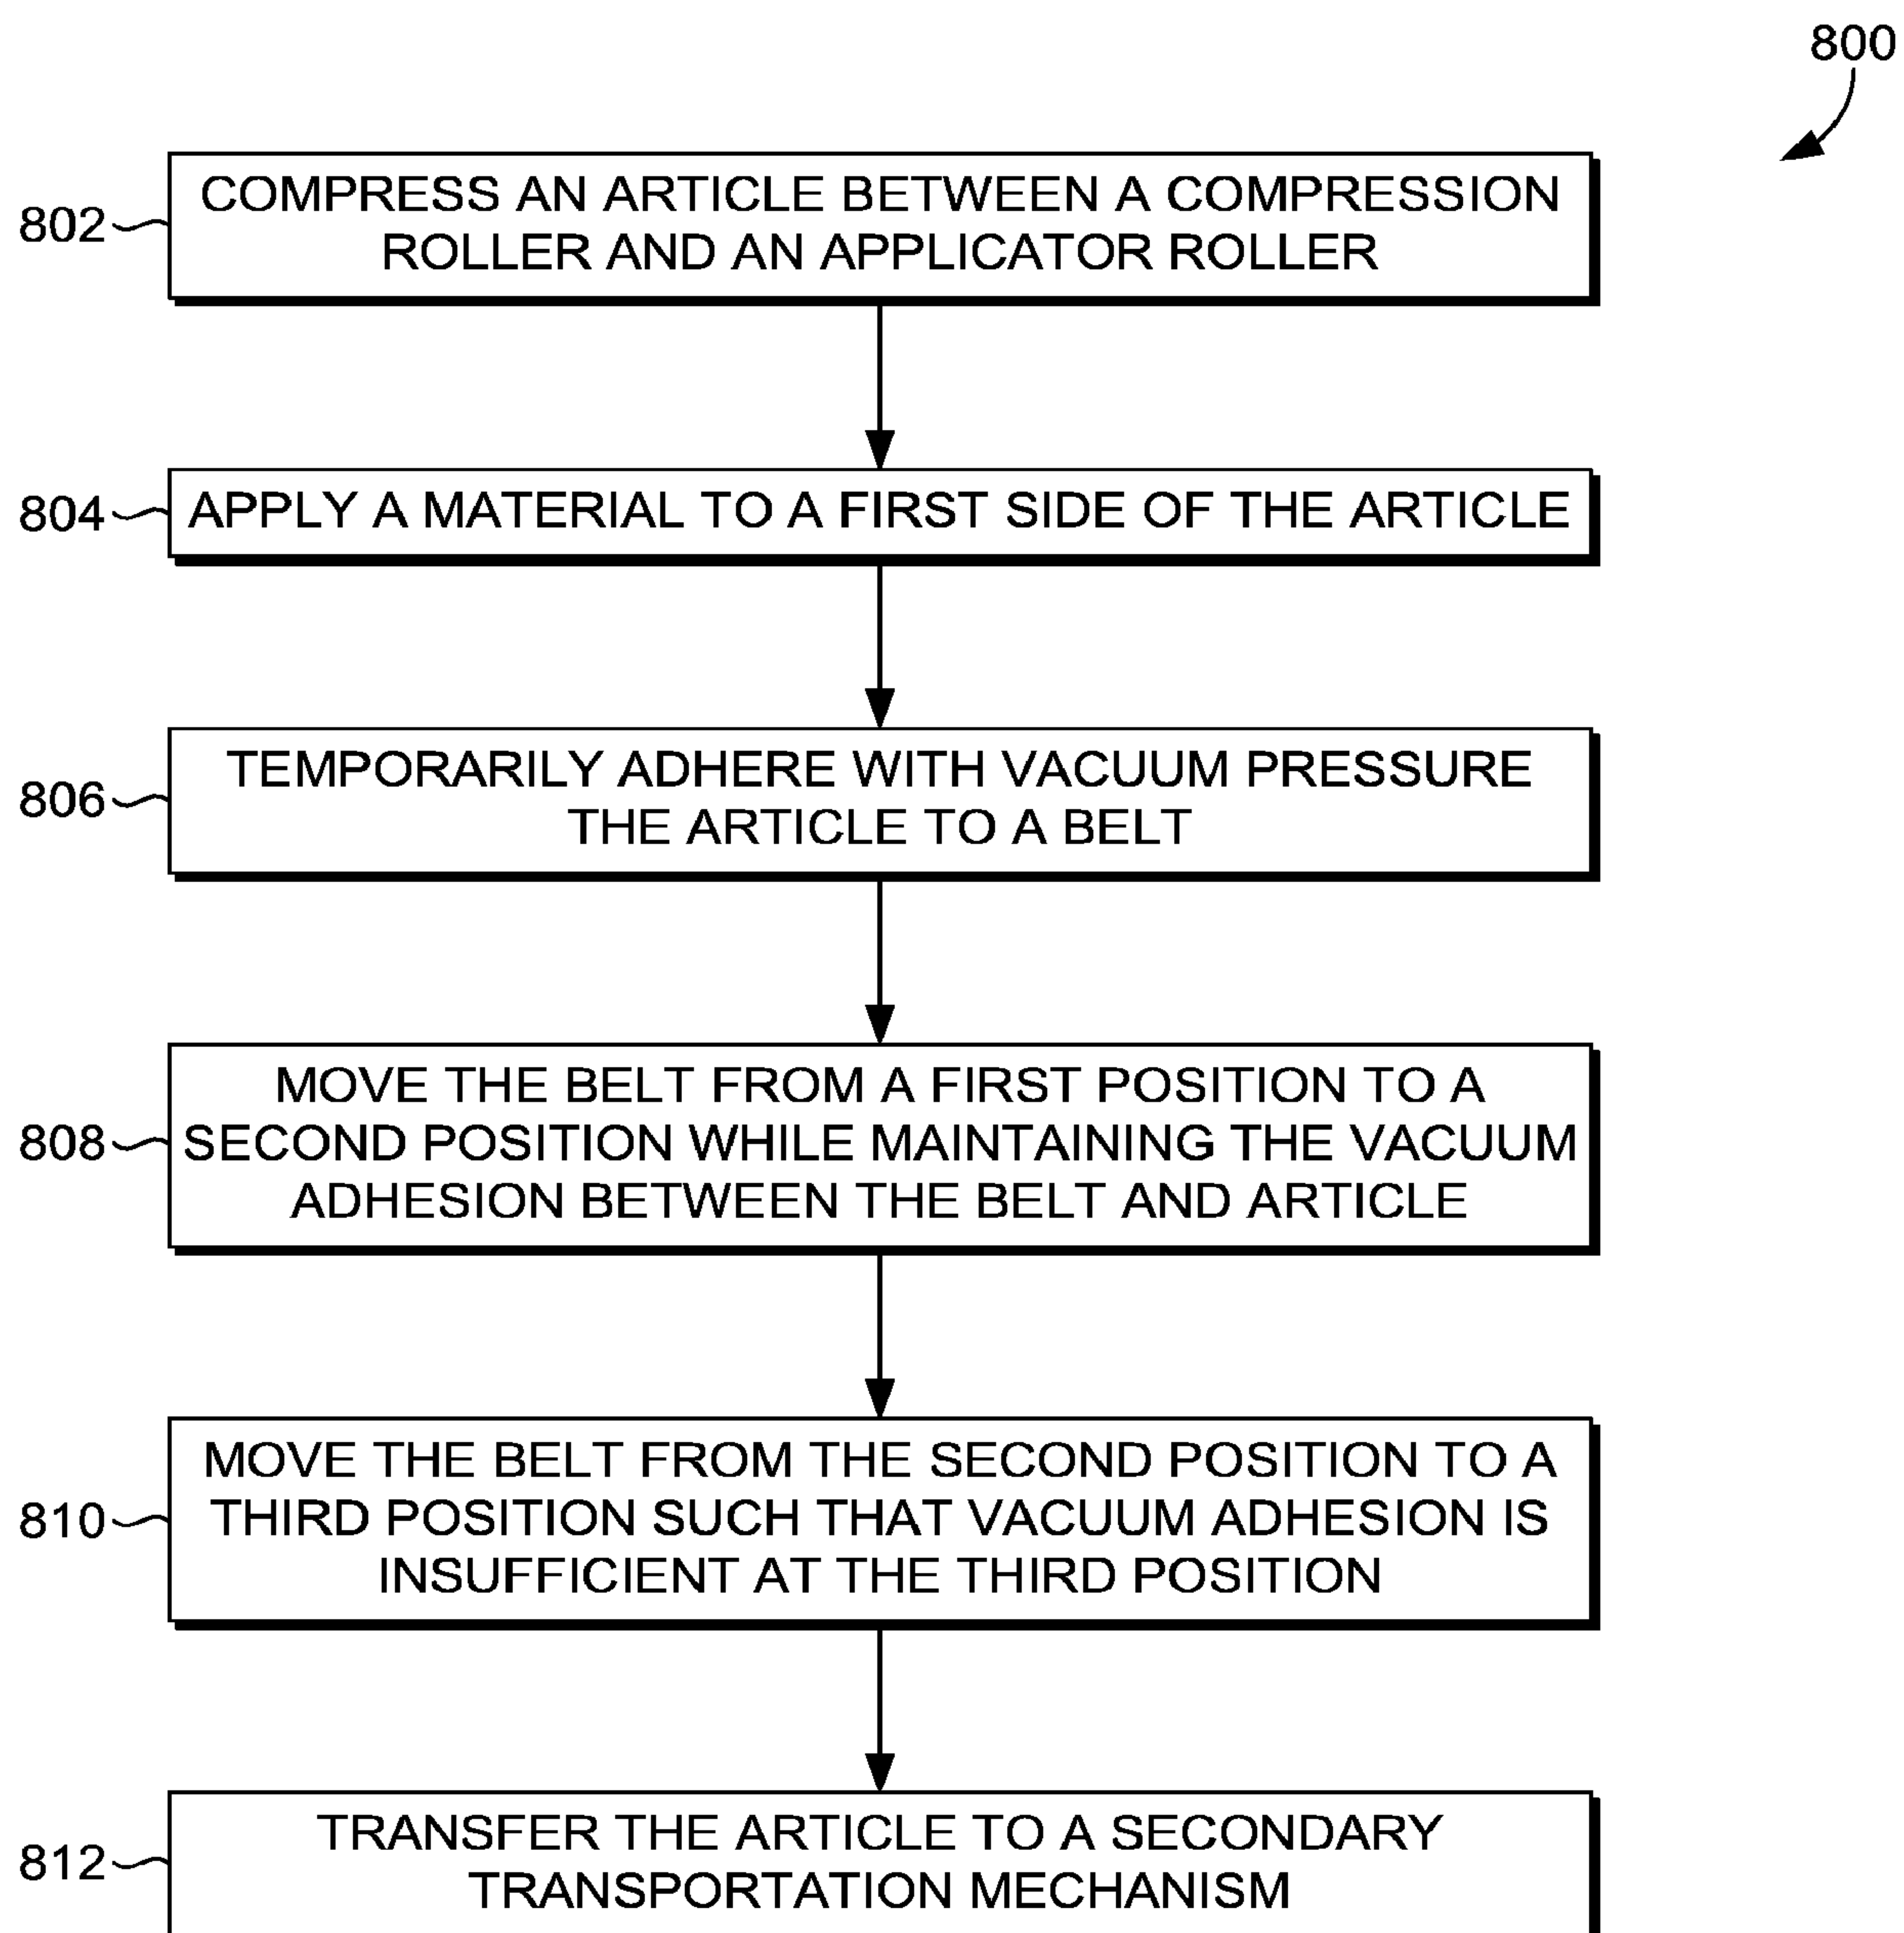 800
802
COMPRESS AN ARTICLE BETWEEN A COMPRESSION
ROLLER AND AN APPLICATOR ROLLER
804
APPLY A MATERIAL TO A FIRST SIDE OF THE ARTICLE
806
TEMPORARILY ADHERE WITH VACUUM PRESSURE
THE ARTICLE TO A BELT
808
MOVE THE BELT FROM A FIRST POSITION TO A
SECOND POSITION WHILE MAINTAINING THE VACUUM
ADHESION BETWEEN THE BELT AND ARTICLE
810
MOVE THE BELT FROM THE SECOND POSITION TO A
THIRD POSITION SUCH THAT VACUUM ADHESION IS
INSUFFICIENT AT THE THIRD POSITION
812
TRANSFER THE ARTICLE TO A SECONDARY
TRANSPORTATION MECHANISM